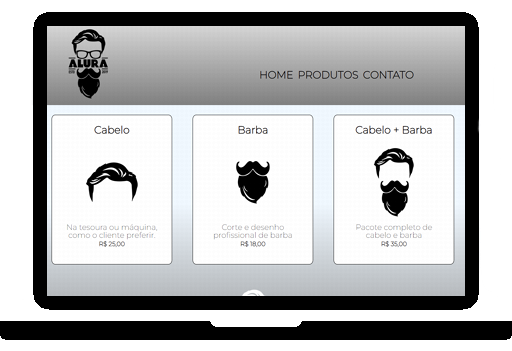 ALURA
HOME PRODUTOS CONTATO
Cabelo
Na tesoura ou máquina,
como o cliente preferir.
R$ 25,00
Barba
Corte e desenho
profissional de barba
R$ 18,00
Cabelo + Barba
Pacote completo de
cabelo e barba
R$ 35,00